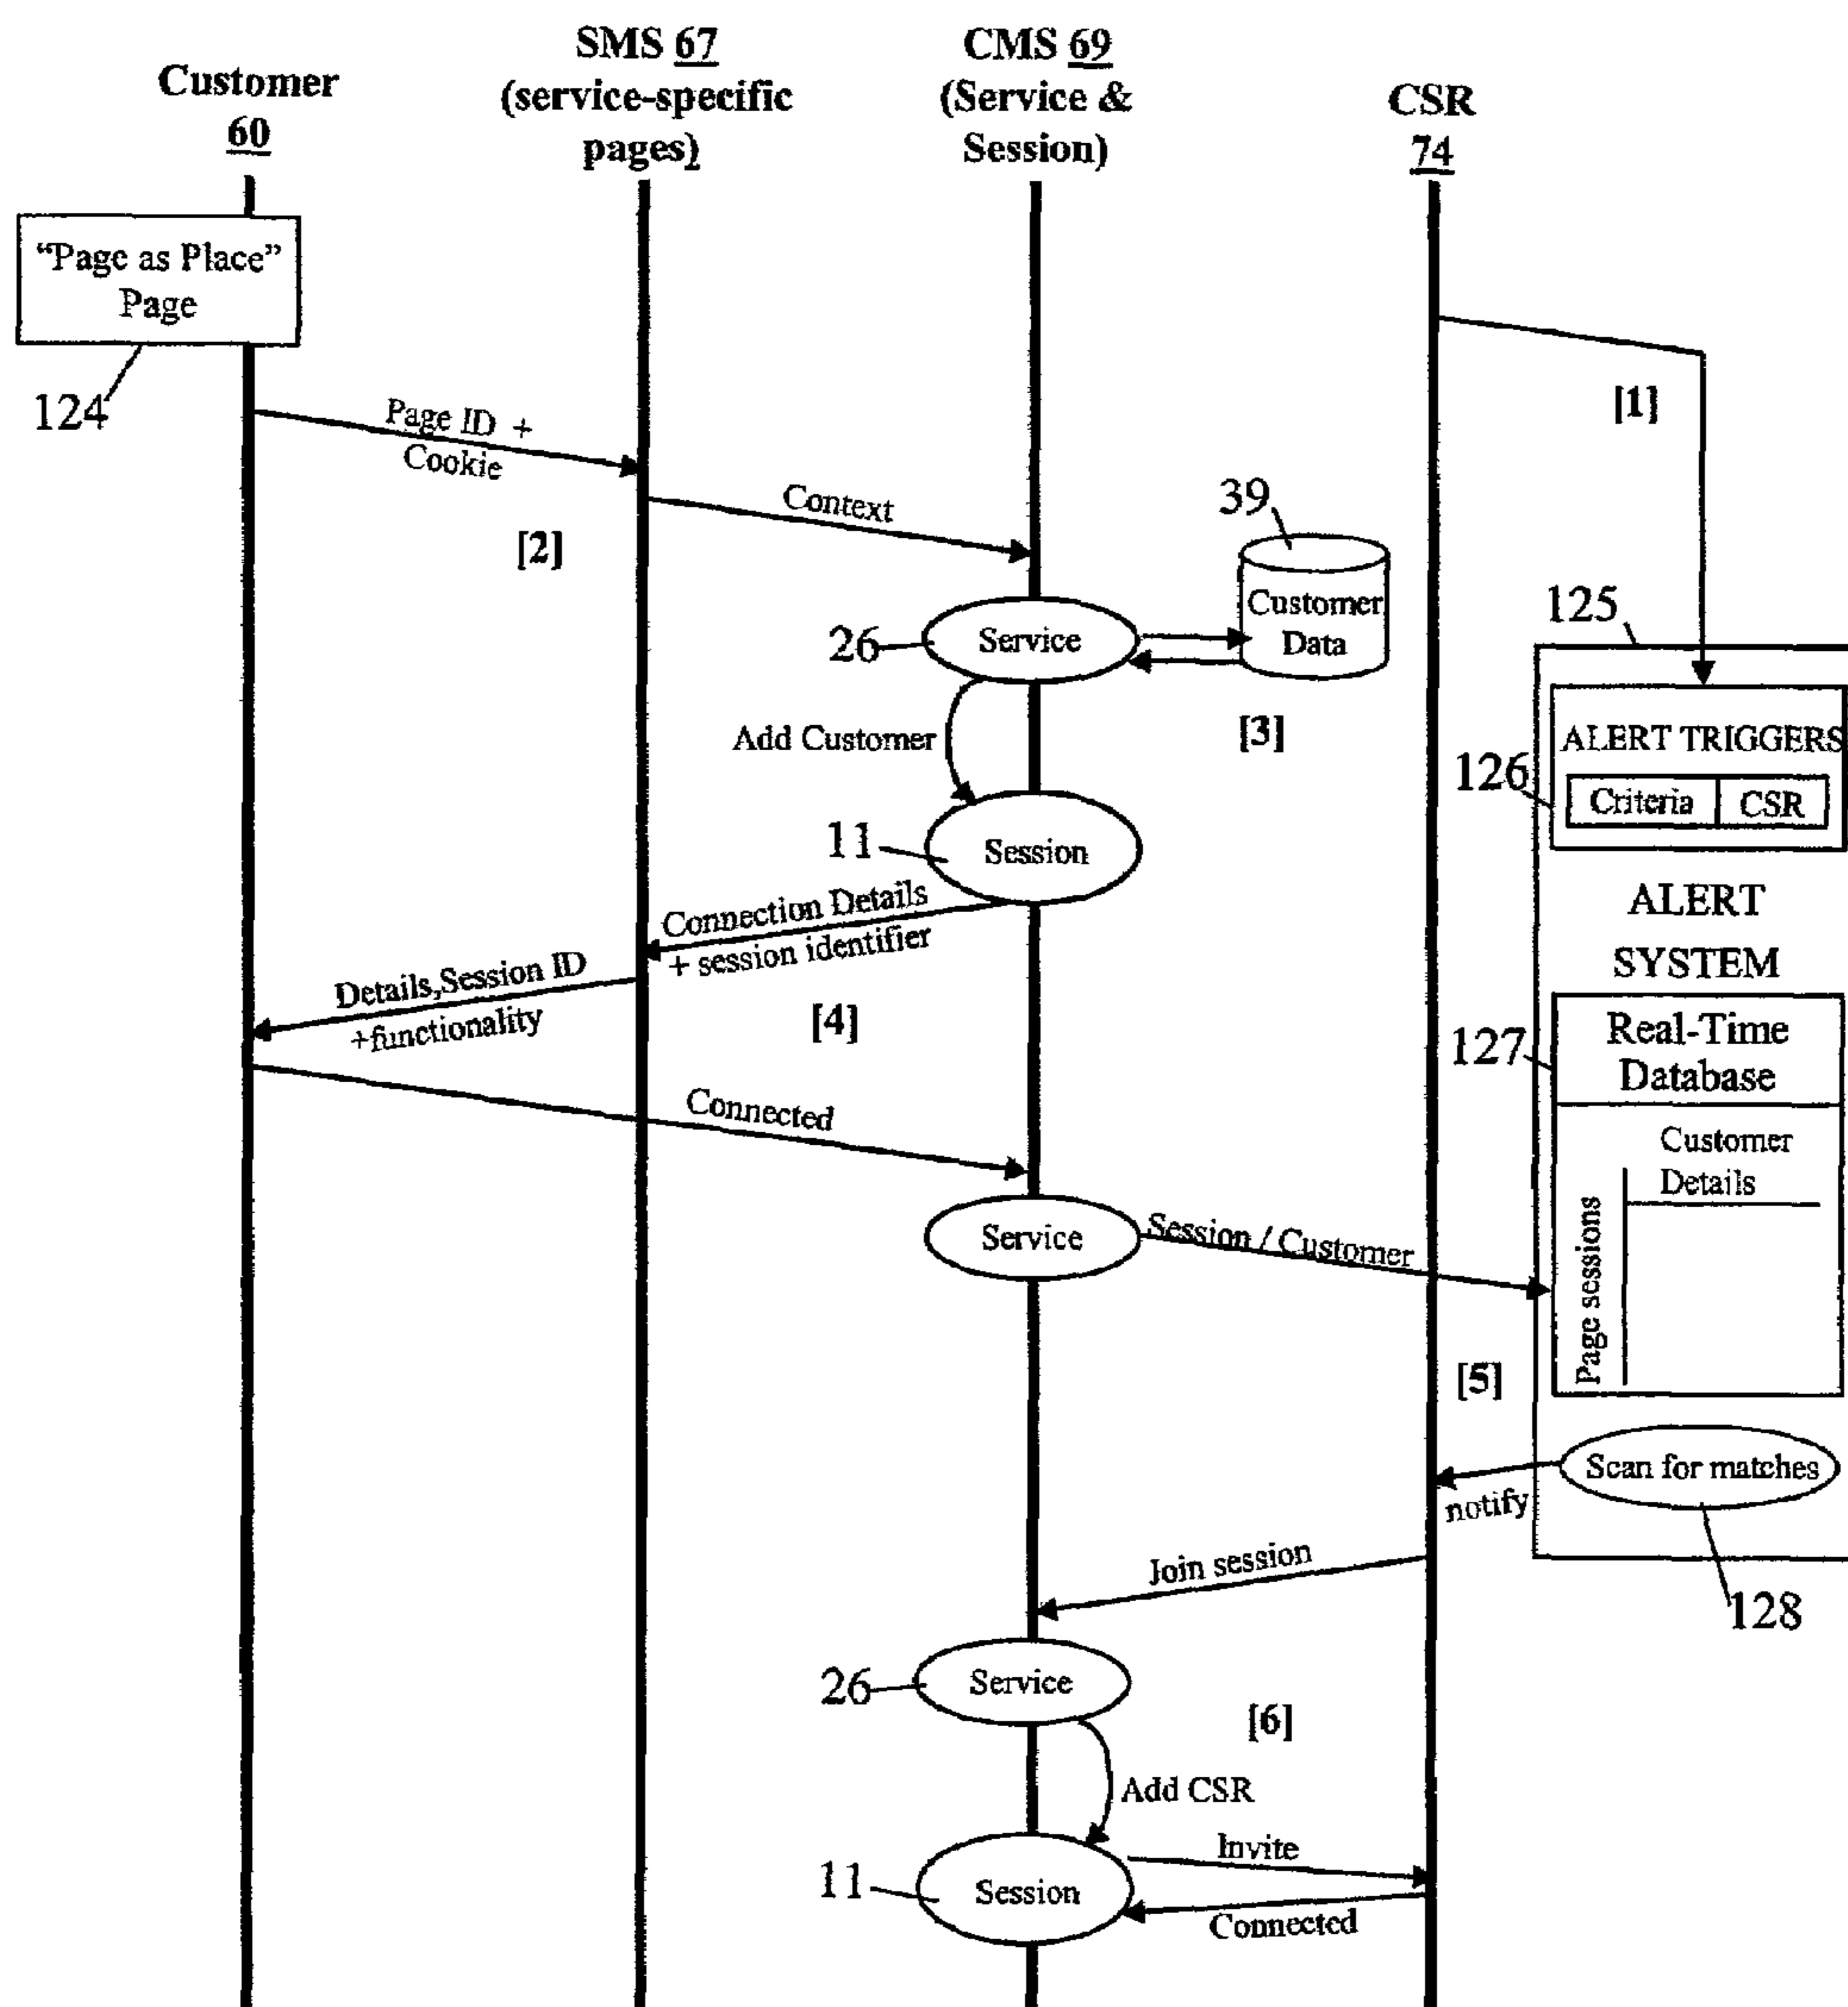 Customer
60
SMS 67
(service-specific
pages)
CMS 69
(Service &
Session)
CSR
74
“Page as Place”
Page
124
Page ID +
Cookie
[1]
Context
[2]
39
Customer
Data
125
26
Service
[3]
Add Customer
ALERT TRIGGERS
126
Criteria
CSR
11
Session
ALERT
SYSTEM
Connection Details
+ session identifier
Details,Session ID
+functionality
[4]
127
Real-Time
Database
Customer
Details
Page sessions
Connected
Service
Session / Customer
[5]
Scan for matches
notify
128
Join session
26
Service
[6]
Add CSR
11
Session
Invite
Connected